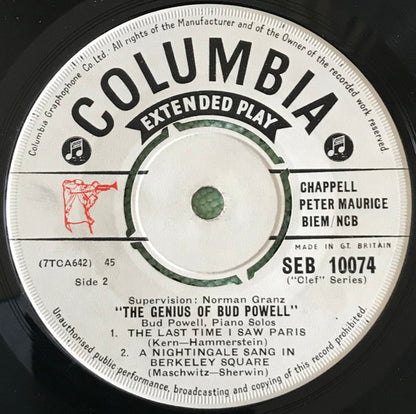 Columbia Graphophone Co. Ltd. All rights of the Manufacturer and of the Owner of the recorded work reserved
COLUMBIA
EXTENDED PLAY
CHAPPELL
PETER MAURICE
BIEM/NCB
MADE IN GT. BRITAIN
(7TCA642) 45
SEB 10074
Side 2
("Clef" Series)
Supervision: Norman Granz
"THE GENIUS OF BUD POWELL"
Bud Powell, Piano Solos
1. THE LAST TIME I SAW PARIS
(Kern—Hammerstein)
2. A NIGHTINGALE SANG IN
BERKELEY SQUARE
(Maschwitz—Sherwin)
Unauthorised public performance, broadcasting and copying of this record prohibited